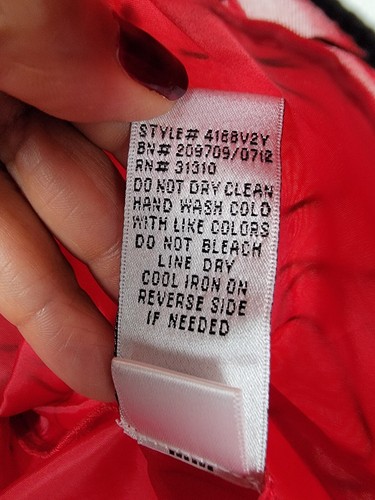 STYLE# 4188V2Y
BN# 209709/0712
RN# 31310
DO NOT DRY CLEAN
HAND WASH COLD
WITH LIKE COLORS
DO NOT BLEACH
LINE DRY
COOL IRON ON
REVERSE SIDE
IF NEEDED